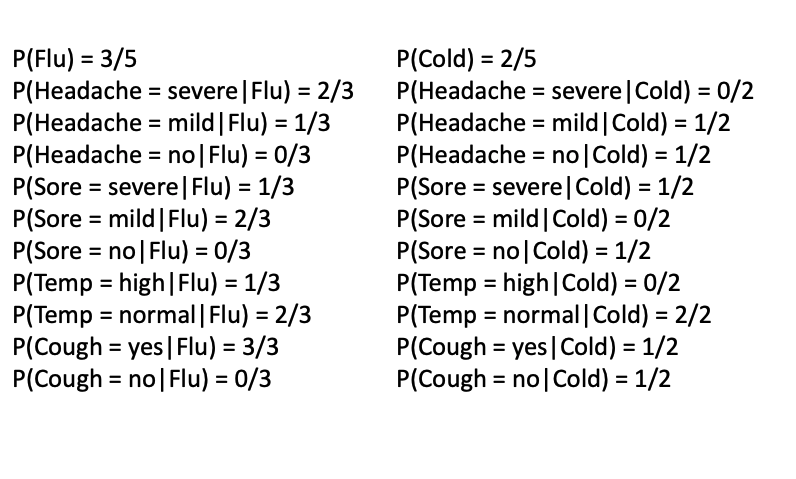 P(Flu) = 3/5
P(Headache = severe|Flu) = 2/3
P(Headache = mild|Flu) = 1/3
P(Headache = no|Flu) = 0/3
P(Sore = severe|Flu) = 1/3
P(Sore = mild|Flu) = 2/3
P(Sore = no|Flu) = 0/3
P(Temp = high|Flu) = 1/3
P(Temp = normal|Flu) = 2/3
P(Cough = yes|Flu) = 3/3
P(Cough = no|Flu) = 0/3
P(Cold) = 2/5
P(Headache = severe|Cold) = 0/2
P(Headache = mild|Cold) = 1/2
P(Headache = no|Cold) = 1/2
P(Sore = severe|Cold) = 1/2
P(Sore = mild|Cold) = 0/2
P(Sore = no|Cold) = 1/2
P(Temp = high|Cold) = 0/2
P(Temp = normal|Cold) = 2/2
P(Cough = yes|Cold) = 1/2
P(Cough = no|Cold) = 1/2